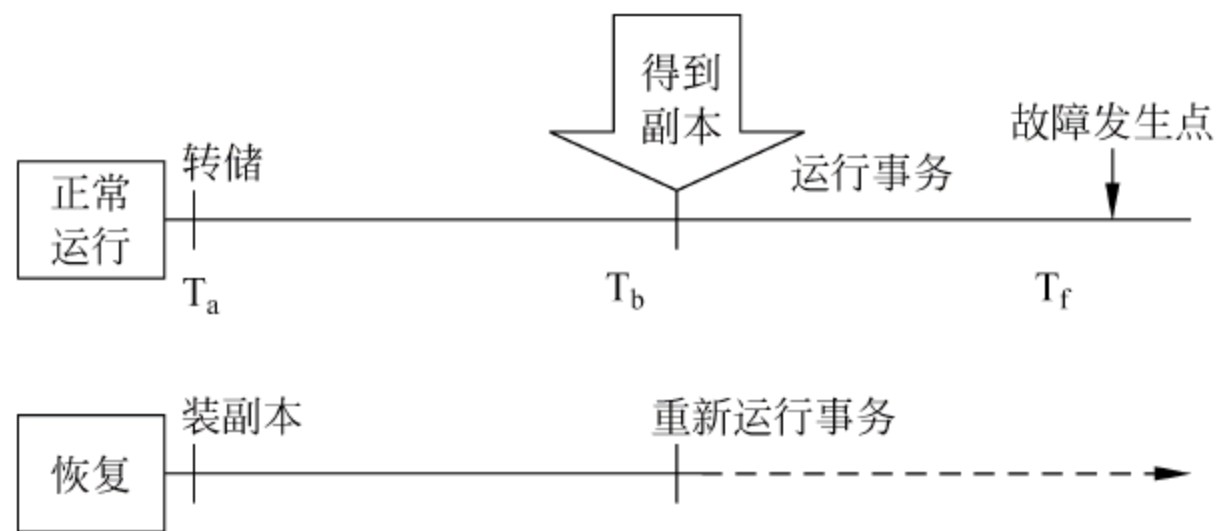 得到
副本
故障发生点
转储
运行事务
正常
运行
Ta
Tb
Tf
装副本
重新运行事务
恢复